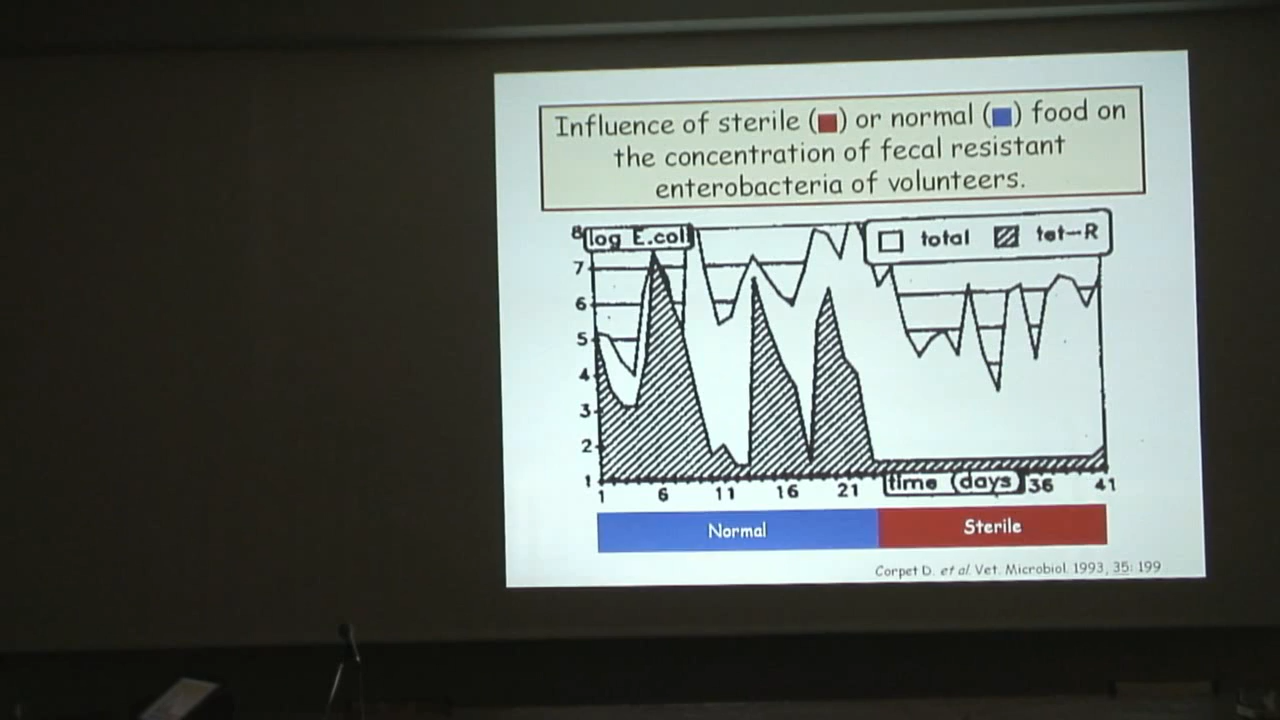 Influence of sterile (■) or normal (■) food on
the concentration of fecal resistant
enterobacteria of volunteers.
8 log E.coli
total tet-R
7
6
5
4
3
2
1
1 6 11 16 21 time (days) 36 41
Normal Sterile
Corpet D. et al. Vet. Microbiol. 1993, 35: 199